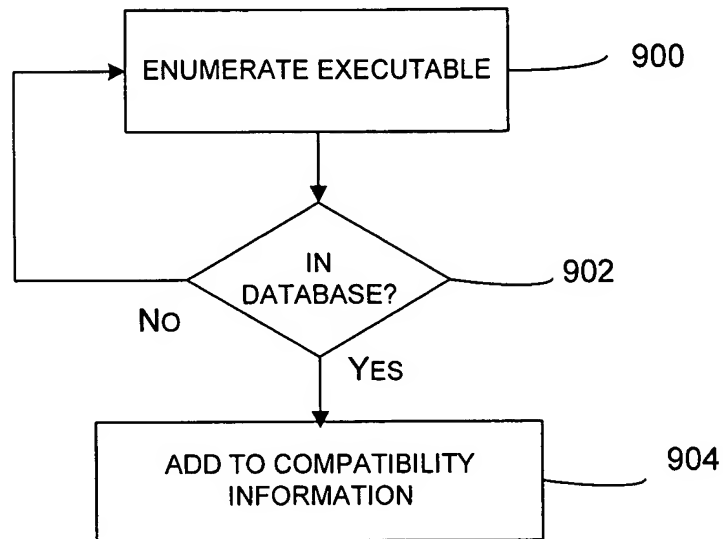 ENUMERATE EXECUTABLE
900
IN
DATABASE?
902
NO
YES
ADD TO COMPATIBILITY
INFORMATION
904